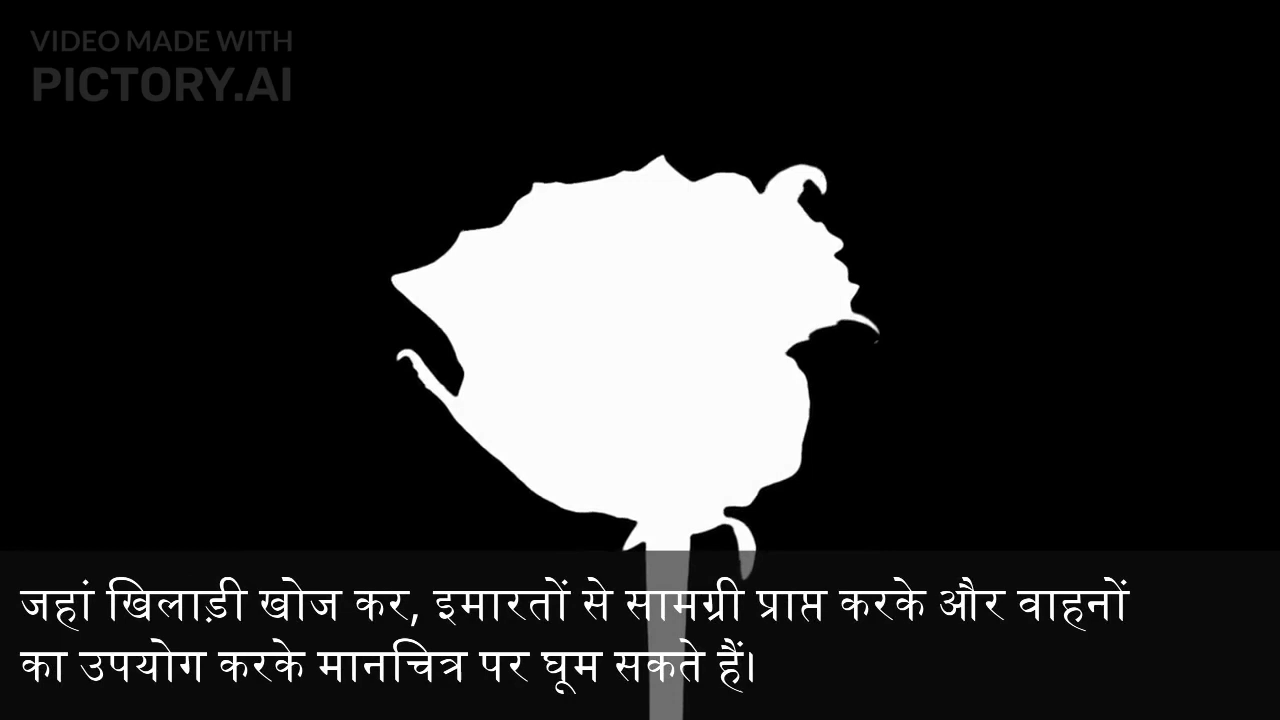 VIDEO MADE WITH
PICTORY.AI
जहां खिलाड़ी खोज कर, इमारतों से सामग्री प्राप्त करके और वाहनों
का उपयोग करके मानचित्र पर घूम सकते हैं।